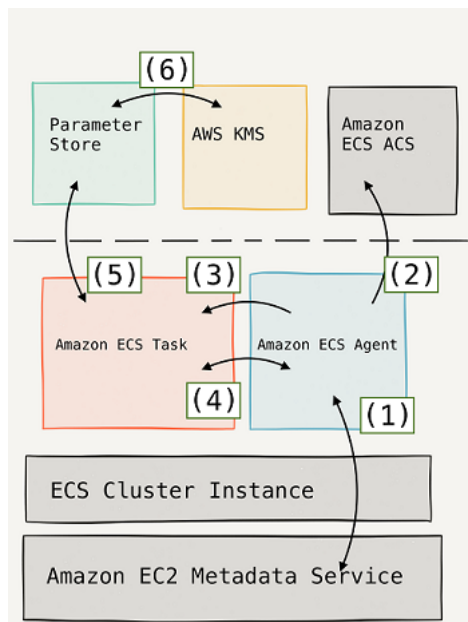 (6)
Parameter
Store
AWS KMS
Amazon
ECS ACS
(5)
(3)
(2)
Amazon ECS Task
Amazon ECS Agent
(4)
(1)
ECS Cluster Instance
Amazon EC2 Metadata Service